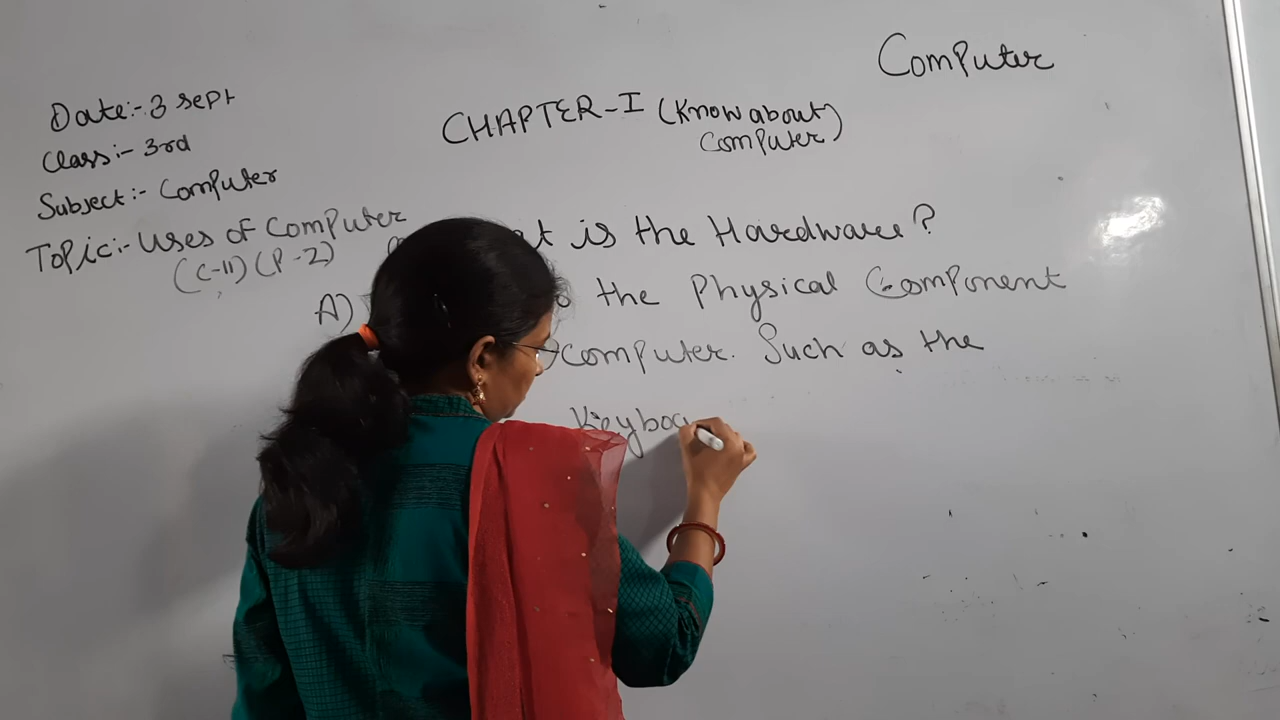 Computer
Date:- 3 sept
CHAPTER-I (Know about
Computer)
Class:- 3rd
Subject:- Computer
Topic:- Uses of Computer
(C-11) (P-2)
is the Hardware?
A) the Physical Component
Computer. Such as the
Keyboa